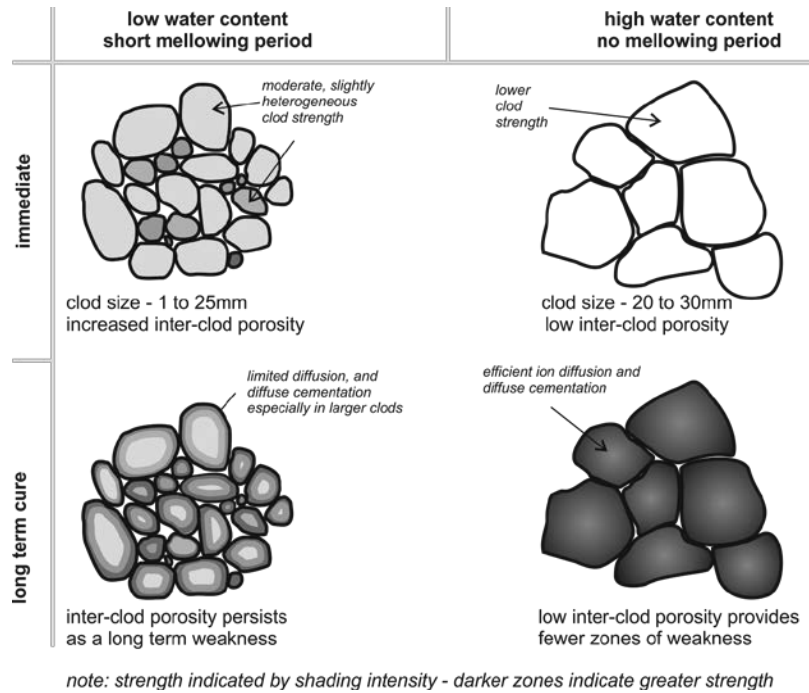 low water content
short mellowing period
high water content
no mellowing period
immediate
moderate, slightly
heterogeneous
clod strength
lower
clod
strength
clod size - 1 to 25mm
increased inter-clod porosity
clod size - 20 to 30mm
low inter-clod porosity
long term cure
limited diffusion, and
diffuse cementation
especially in larger clods
efficient ion diffusion and
diffuse cementation
inter-clod porosity persists
as a long term weakness
low inter-clod porosity provides
fewer zones of weakness
note: strength indicated by shading intensity - darker zones indicate greater strength